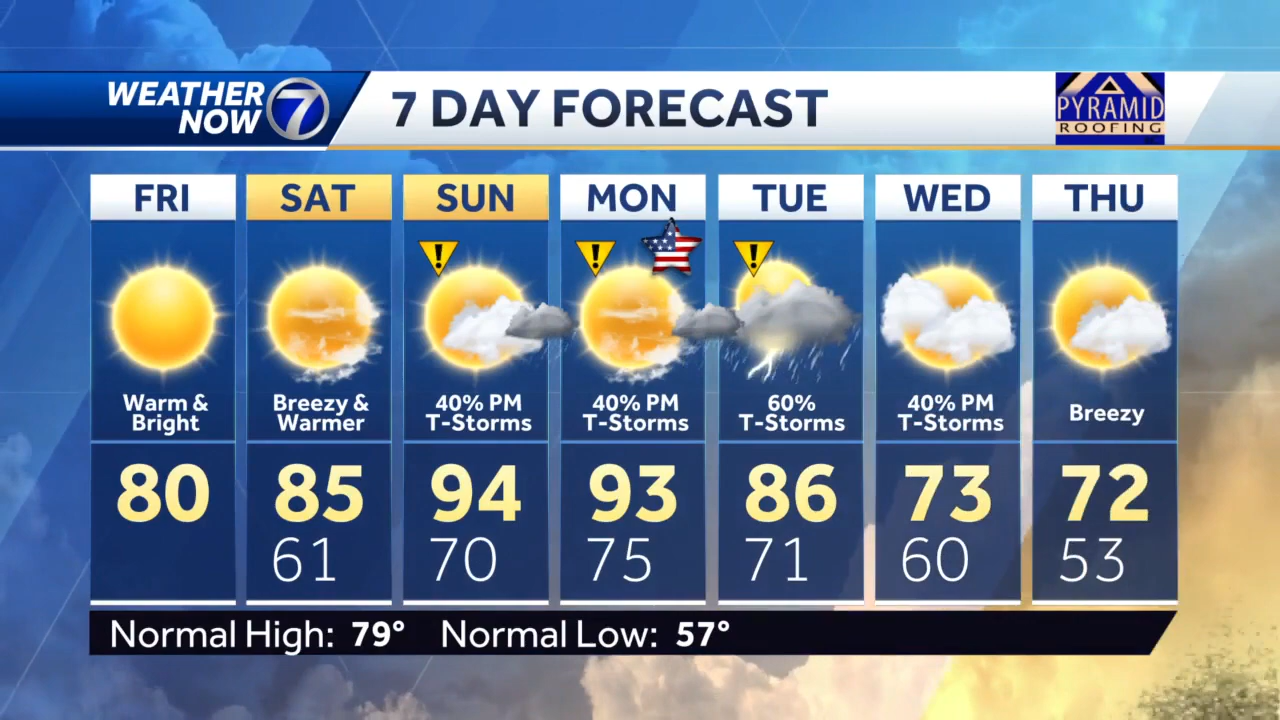 WEATHER
NOW 7
7 DAY FORECAST
PYRAMID
ROOFING
FRI SAT SUN MON TUE WED THU
! ! !
Warm & Breezy & 40% PM 40% PM 60% 40% PM Breezy
Bright Warmer T-Storms T-Storms T-Storms T-Storms
80 85 94 93 86 73 72
61 70 75 71 60 53
Normal High: 79° Normal Low: 57°